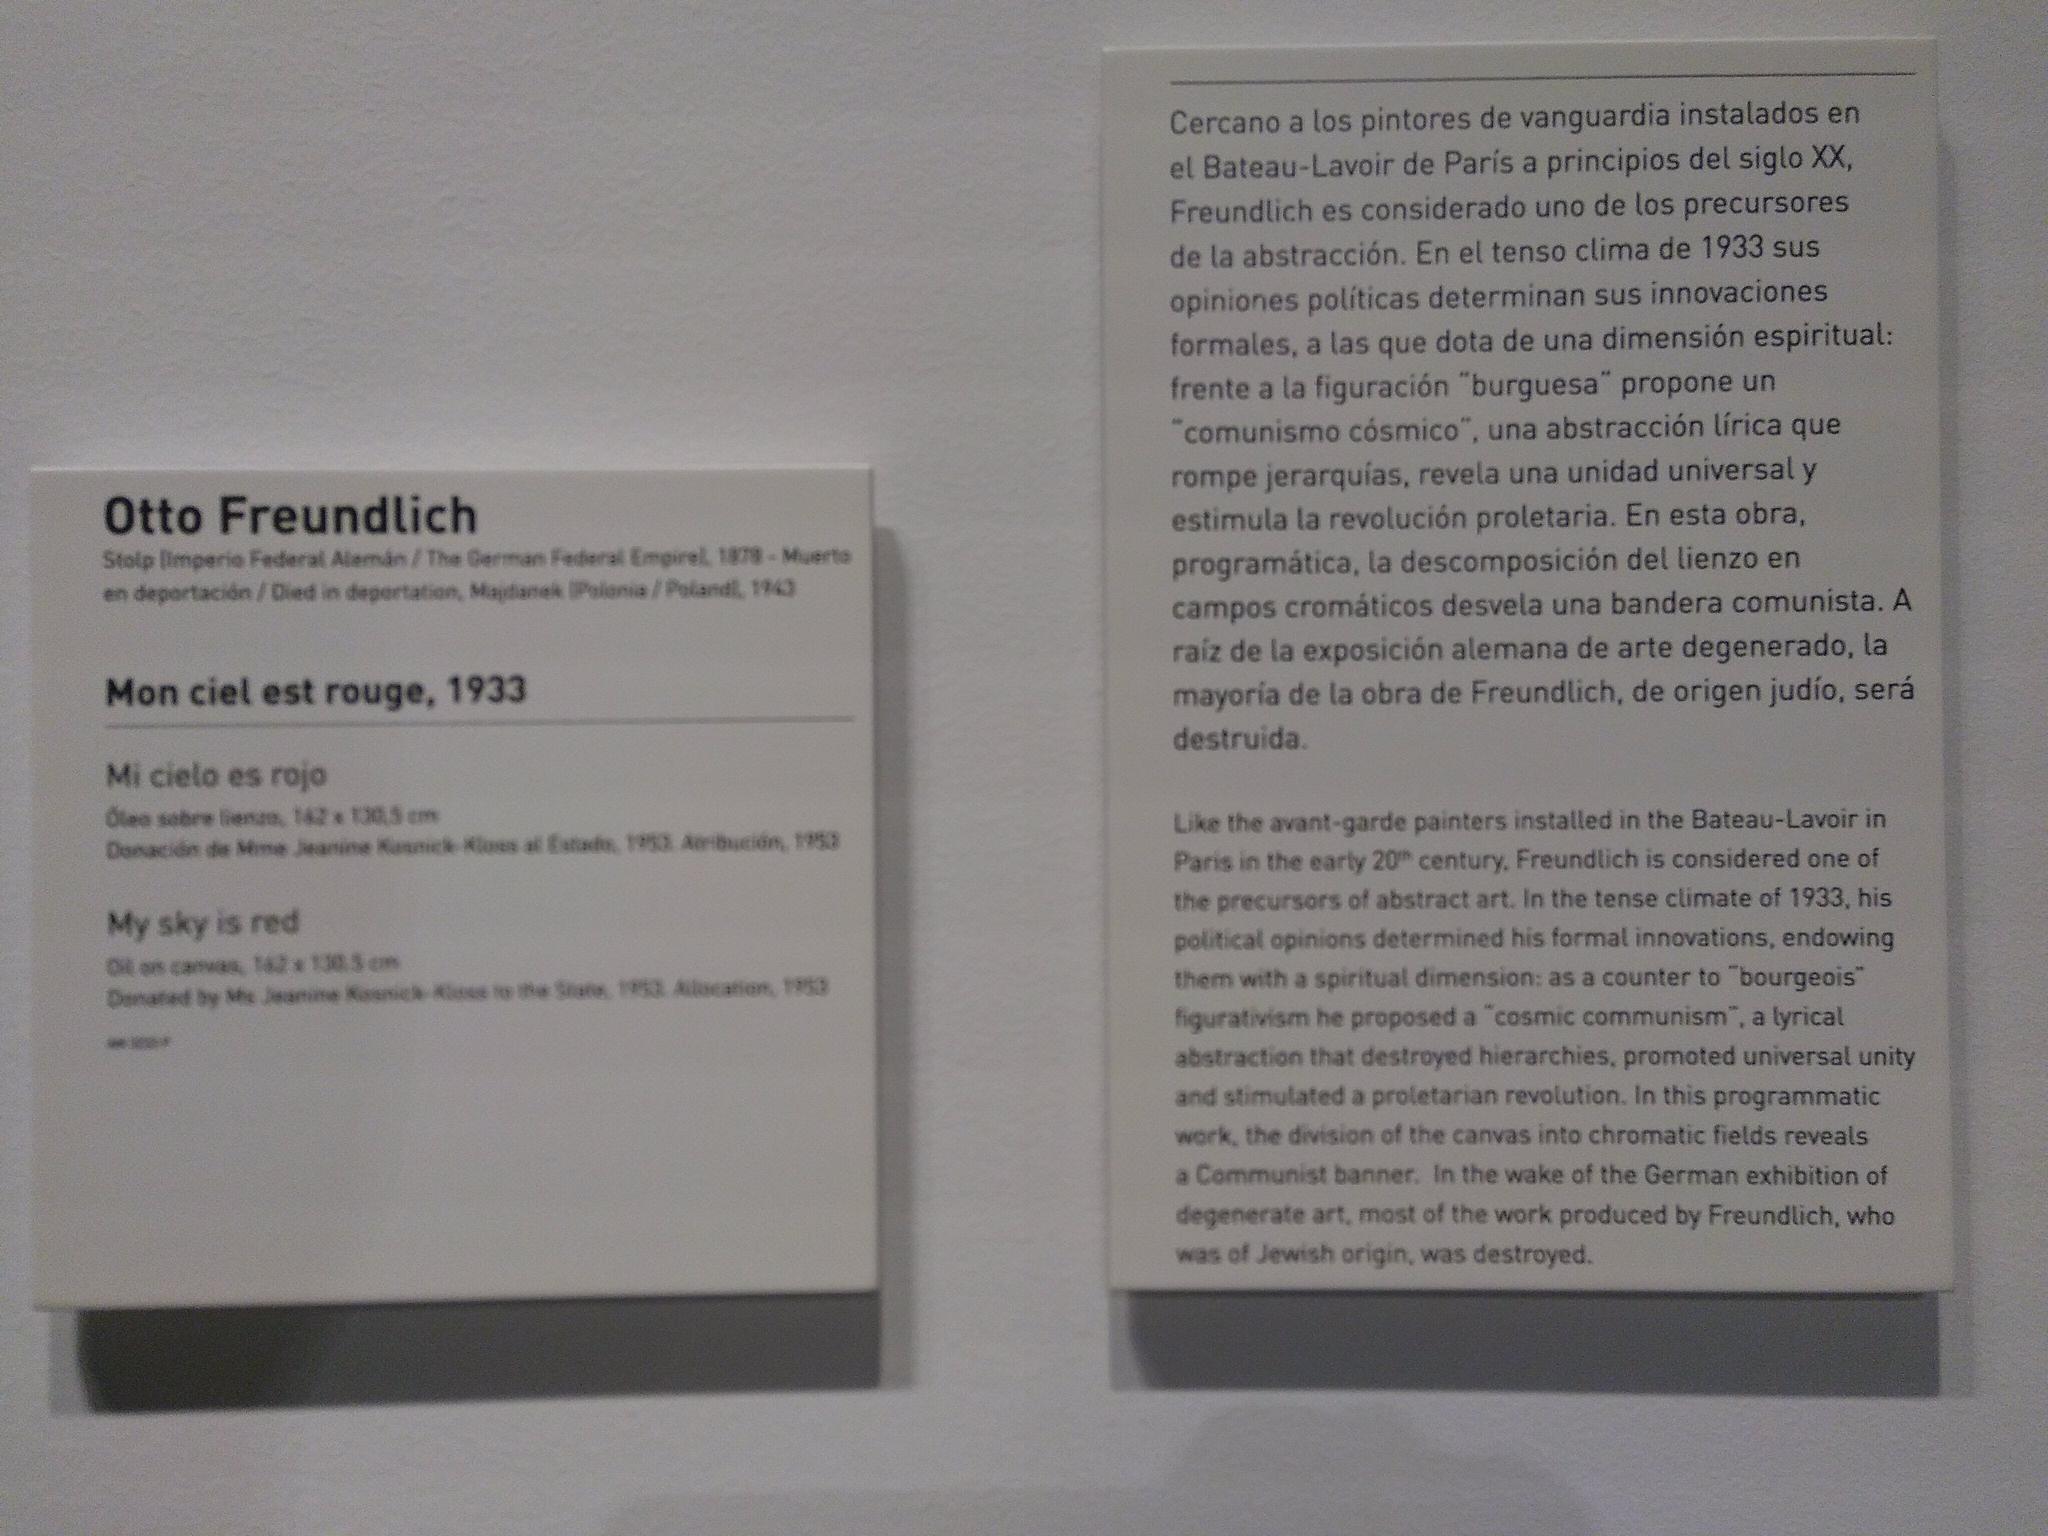 Otto Freundlich
Stolp (Imperio Federal Alemán / The German Federal Empire), 1878 - Muerto
en deportación / Died in deportation, Majdanek (Polonia / Poland), 1943
Mon ciel est rouge, 1933
Mi cielo es rojo
Óleo sobre lienzo, 162 x 130,5 cm
Donación de Mme Jeanine Kosnick-Kloss al Estado, 1953. Atribución, 1953
My sky is red
Oil on canvas, 162 x 130,5 cm
Donated by Ms Jeanine Kosnick-Kloss to the State, 1953. Allocation, 1953
Cercano a los pintores de vanguardia instalados en
el Bateau-Lavoir de París a principios del siglo XX,
Freundlich es considerado uno de los precursores
de la abstracción. En el tenso clima de 1933 sus
opiniones políticas determinan sus innovaciones
formales, a las que dota de una dimensión espiritual:
frente a la figuración "burguesa" propone un
"comunismo cósmico", una abstracción lírica que
rompe jerarquías, revela una unidad universal y
estimula la revolución proletaria. En esta obra,
programática, la descomposición del lienzo en
campos cromáticos desvela una bandera comunista. A
raíz de la exposición alemana de arte degenerado, la
mayoría de la obra de Freundlich, de origen judío, será
destruida.
Like the avant-garde painters installed in the Bateau-Lavoir in
Paris in the early 20th century, Freundlich is considered one of
the precursors of abstract art. In the tense climate of 1933, his
political opinions determined his formal innovations, endowing
them with a spiritual dimension: as a counter to "bourgeois"
figurativism he proposed a "cosmic communism", a lyrical
abstraction that destroyed hierarchies, promoted universal unity
and stimulated a proletarian revolution. In this programmatic
work, the division of the canvas into chromatic fields reveals
a Communist banner. In the wake of the German exhibition of
degenerate art, most of the work produced by Freundlich, who
was of Jewish origin, was destroyed.